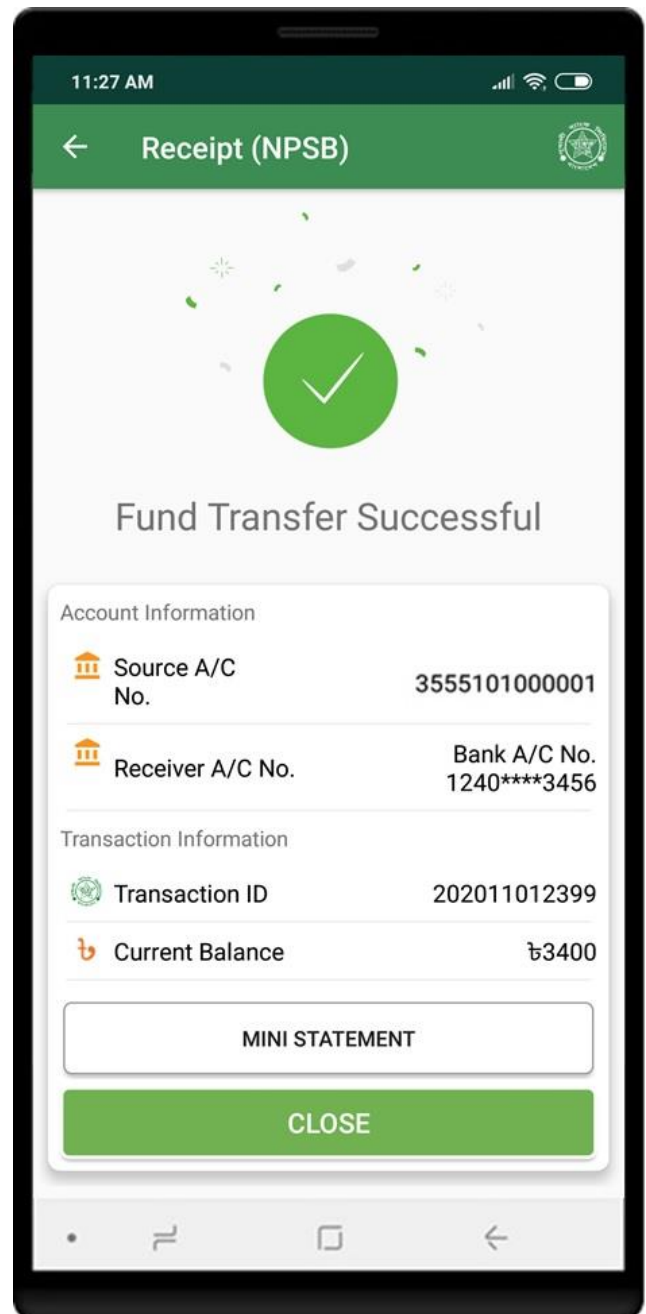 11:27 AM
Receipt (NPSB)
Fund Transfer Successful
Account Information
Source A/C
No.
3555101000001
Receiver A/C No.
Bank A/C No.
1240****3456
Transaction Information
Transaction ID
202011012399
৳
Current Balance
৳3400
MINI STATEMENT
CLOSE